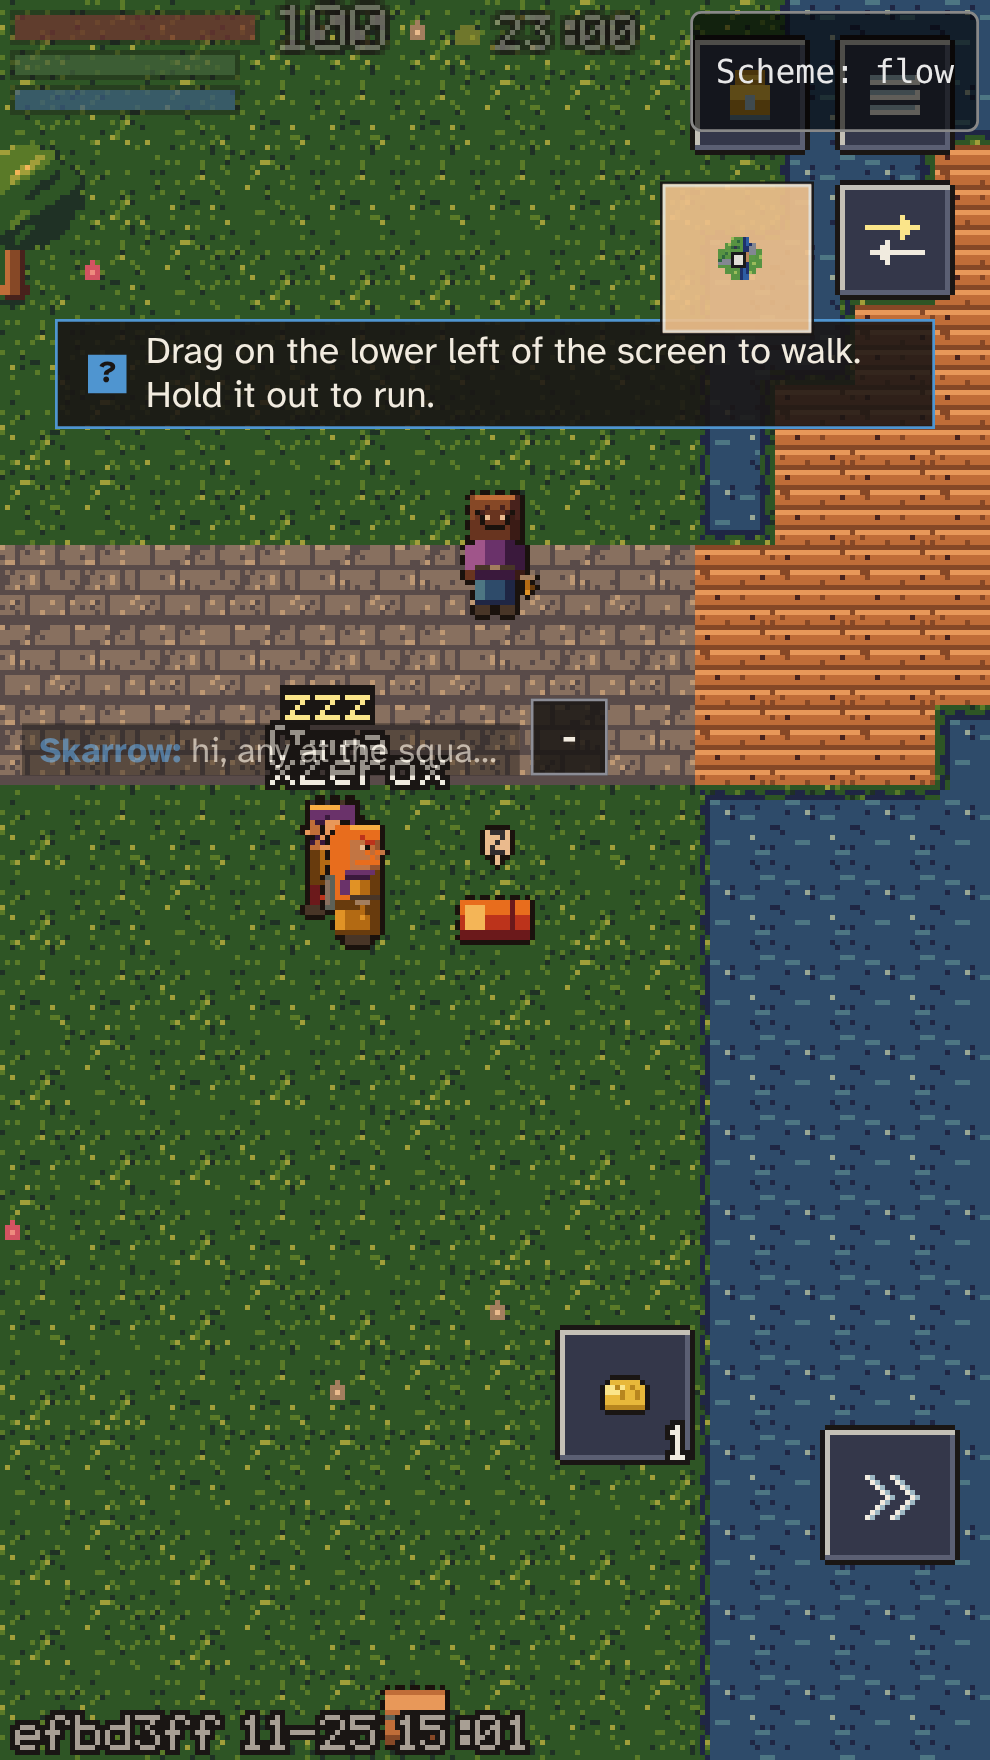 100
23:00
Scheme: flow
? Drag on the lower left of the screen to walk.
Hold it out to run.
zzz
Skarrow: hi, any at the squa...
-
xZeroX
1
efbd3ff 11-25 15:01